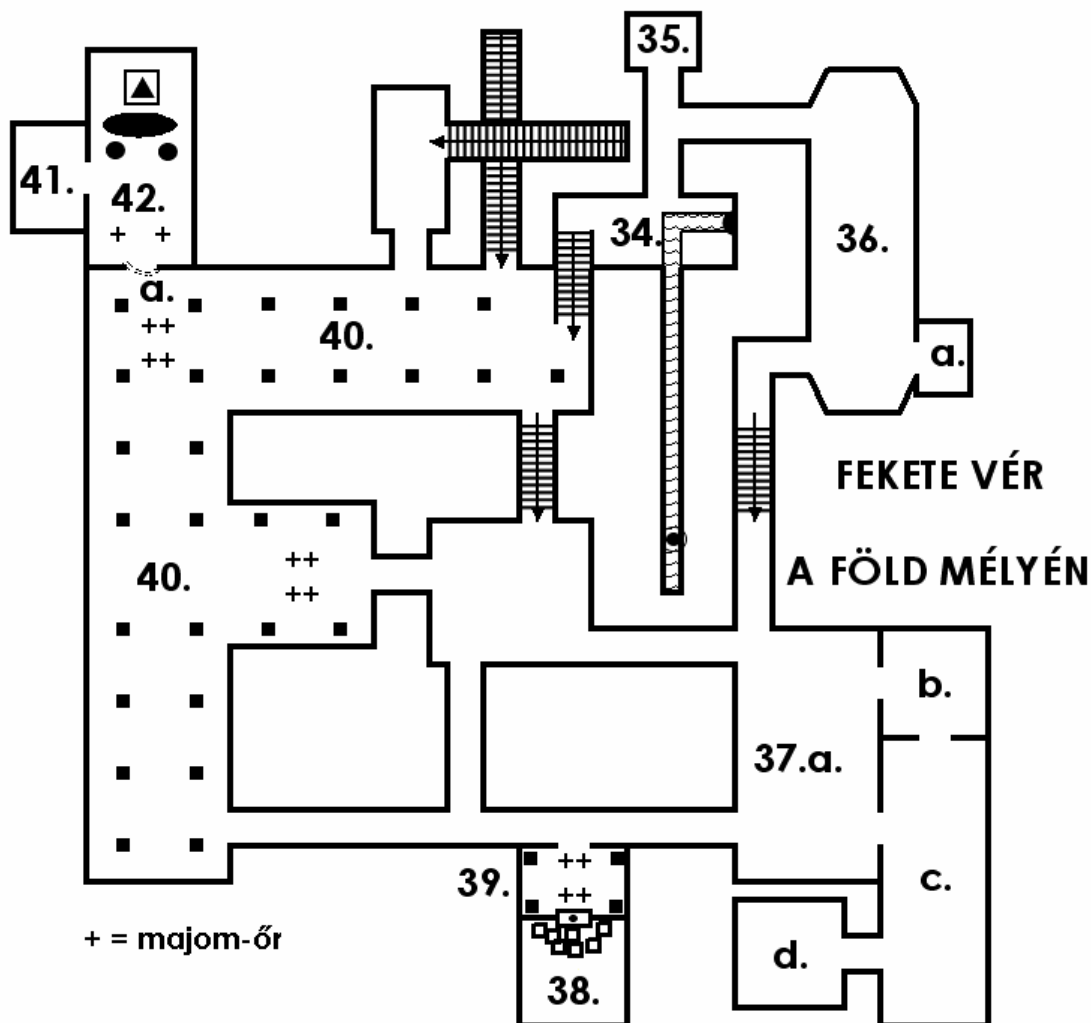 35.
41.
42.
34.
36.
a.
40.
a.
FEKETE VÉR
A FÖLD MÉLYÉN
40.
b.
37.a.
39.
c.
+ = majom-őr
d.
38.